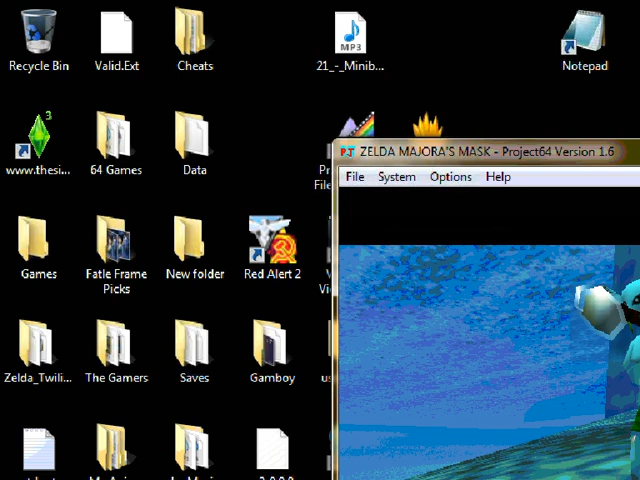 Recycle Bin
Valid.Ext
Cheats
MP3
21_-_Minib...
Notepad
3
www.thesi...
64 Games
Data
ZELDA MAJORA'S MASK - Project64 Version 1.6
File System Options Help
Games
Fatle Frame
Picks
New folder
Red Alert 2
Zelda_Twili...
The Gamers
Saves
Gamboy